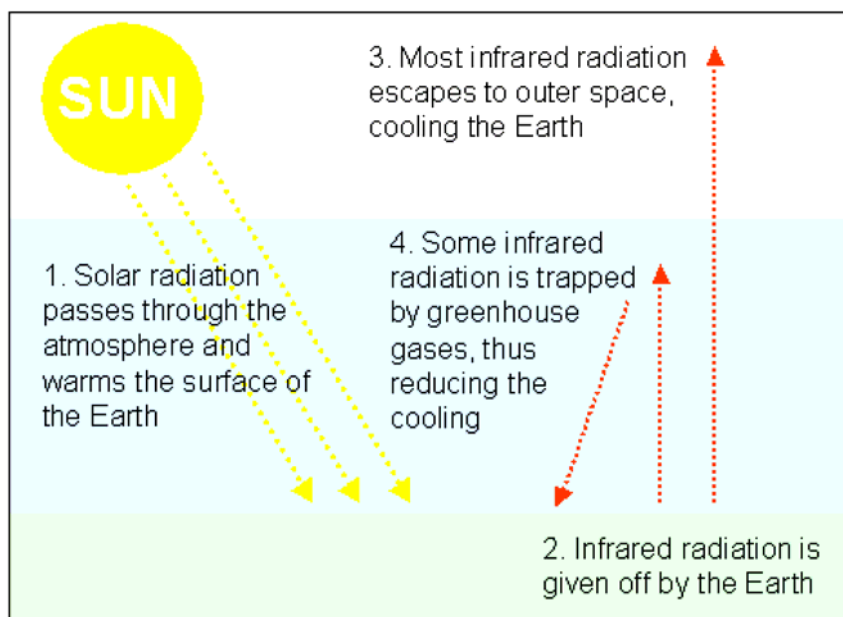 SUN
1. Solar radiation
passes through the
atmosphere and
warms the surface of
the Earth
2. Infrared radiation is
given off by the Earth
3. Most infrared radiation
escapes to outer space,
cooling the Earth
4. Some infrared
radiation is trapped
by greenhouse
gases, thus
reducing the
cooling